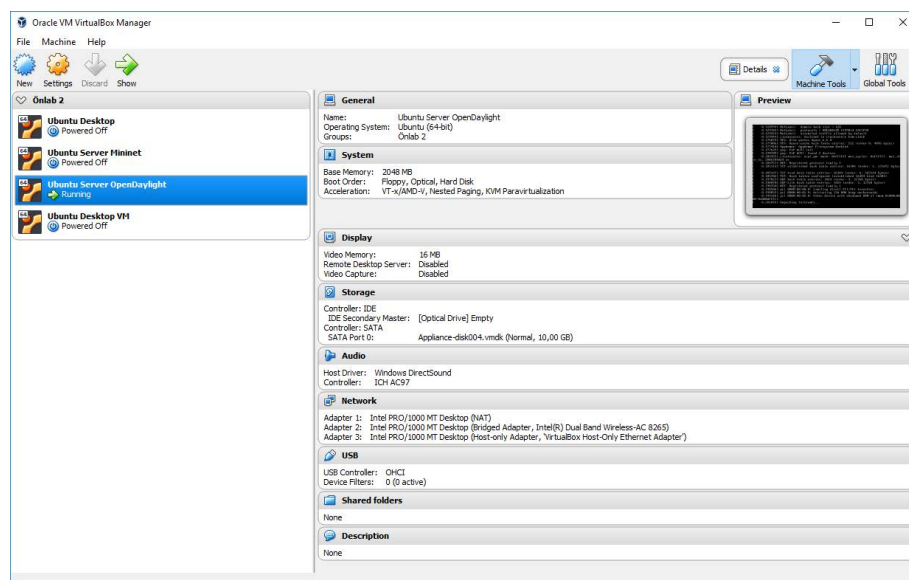 Oracle VM VirtualBox Manager
File Machine Help
New Settings Discard Show
Details
Machine Tools
Global Tools
Önlab 2
64
Ubuntu Desktop
Powered Off
64
Ubuntu Server Mininet
Powered Off
64
Ubuntu Server OpenDaylight
Running
64
Ubuntu Desktop VM
Powered Off
General
Name: Ubuntu Server OpenDaylight
Operating System: Ubuntu (64-bit)
Groups: Önlab 2
System
Base Memory: 2048 MB
Boot Order: Floppy, Optical, Hard Disk
Acceleration: VT-x/AMD-V, Nested Paging, KVM Paravirtualization
Preview
Display
Video Memory: 16 MB
Remote Desktop Server: Disabled
Video Capture: Disabled
Storage
Controller: IDE
IDE Secondary Master: [Optical Drive] Empty
Controller: SATA
SATA Port 0: Appliance-disk004.vmdk (Normal, 10,00 GB)
Audio
Host Driver: Windows DirectSound
Controller: ICH AC97
Network
Adapter 1: Intel PRO/1000 MT Desktop (NAT)
Adapter 2: Intel PRO/1000 MT Desktop (Bridged Adapter, Intel(R) Dual Band Wireless-AC 8265)
Adapter 3: Intel PRO/1000 MT Desktop (Host-only Adapter, 'VirtualBox Host-Only Ethernet Adapter')
USB
USB Controller: OHCI
Device Filters: 0 (0 active)
Shared folders
None
Description
None